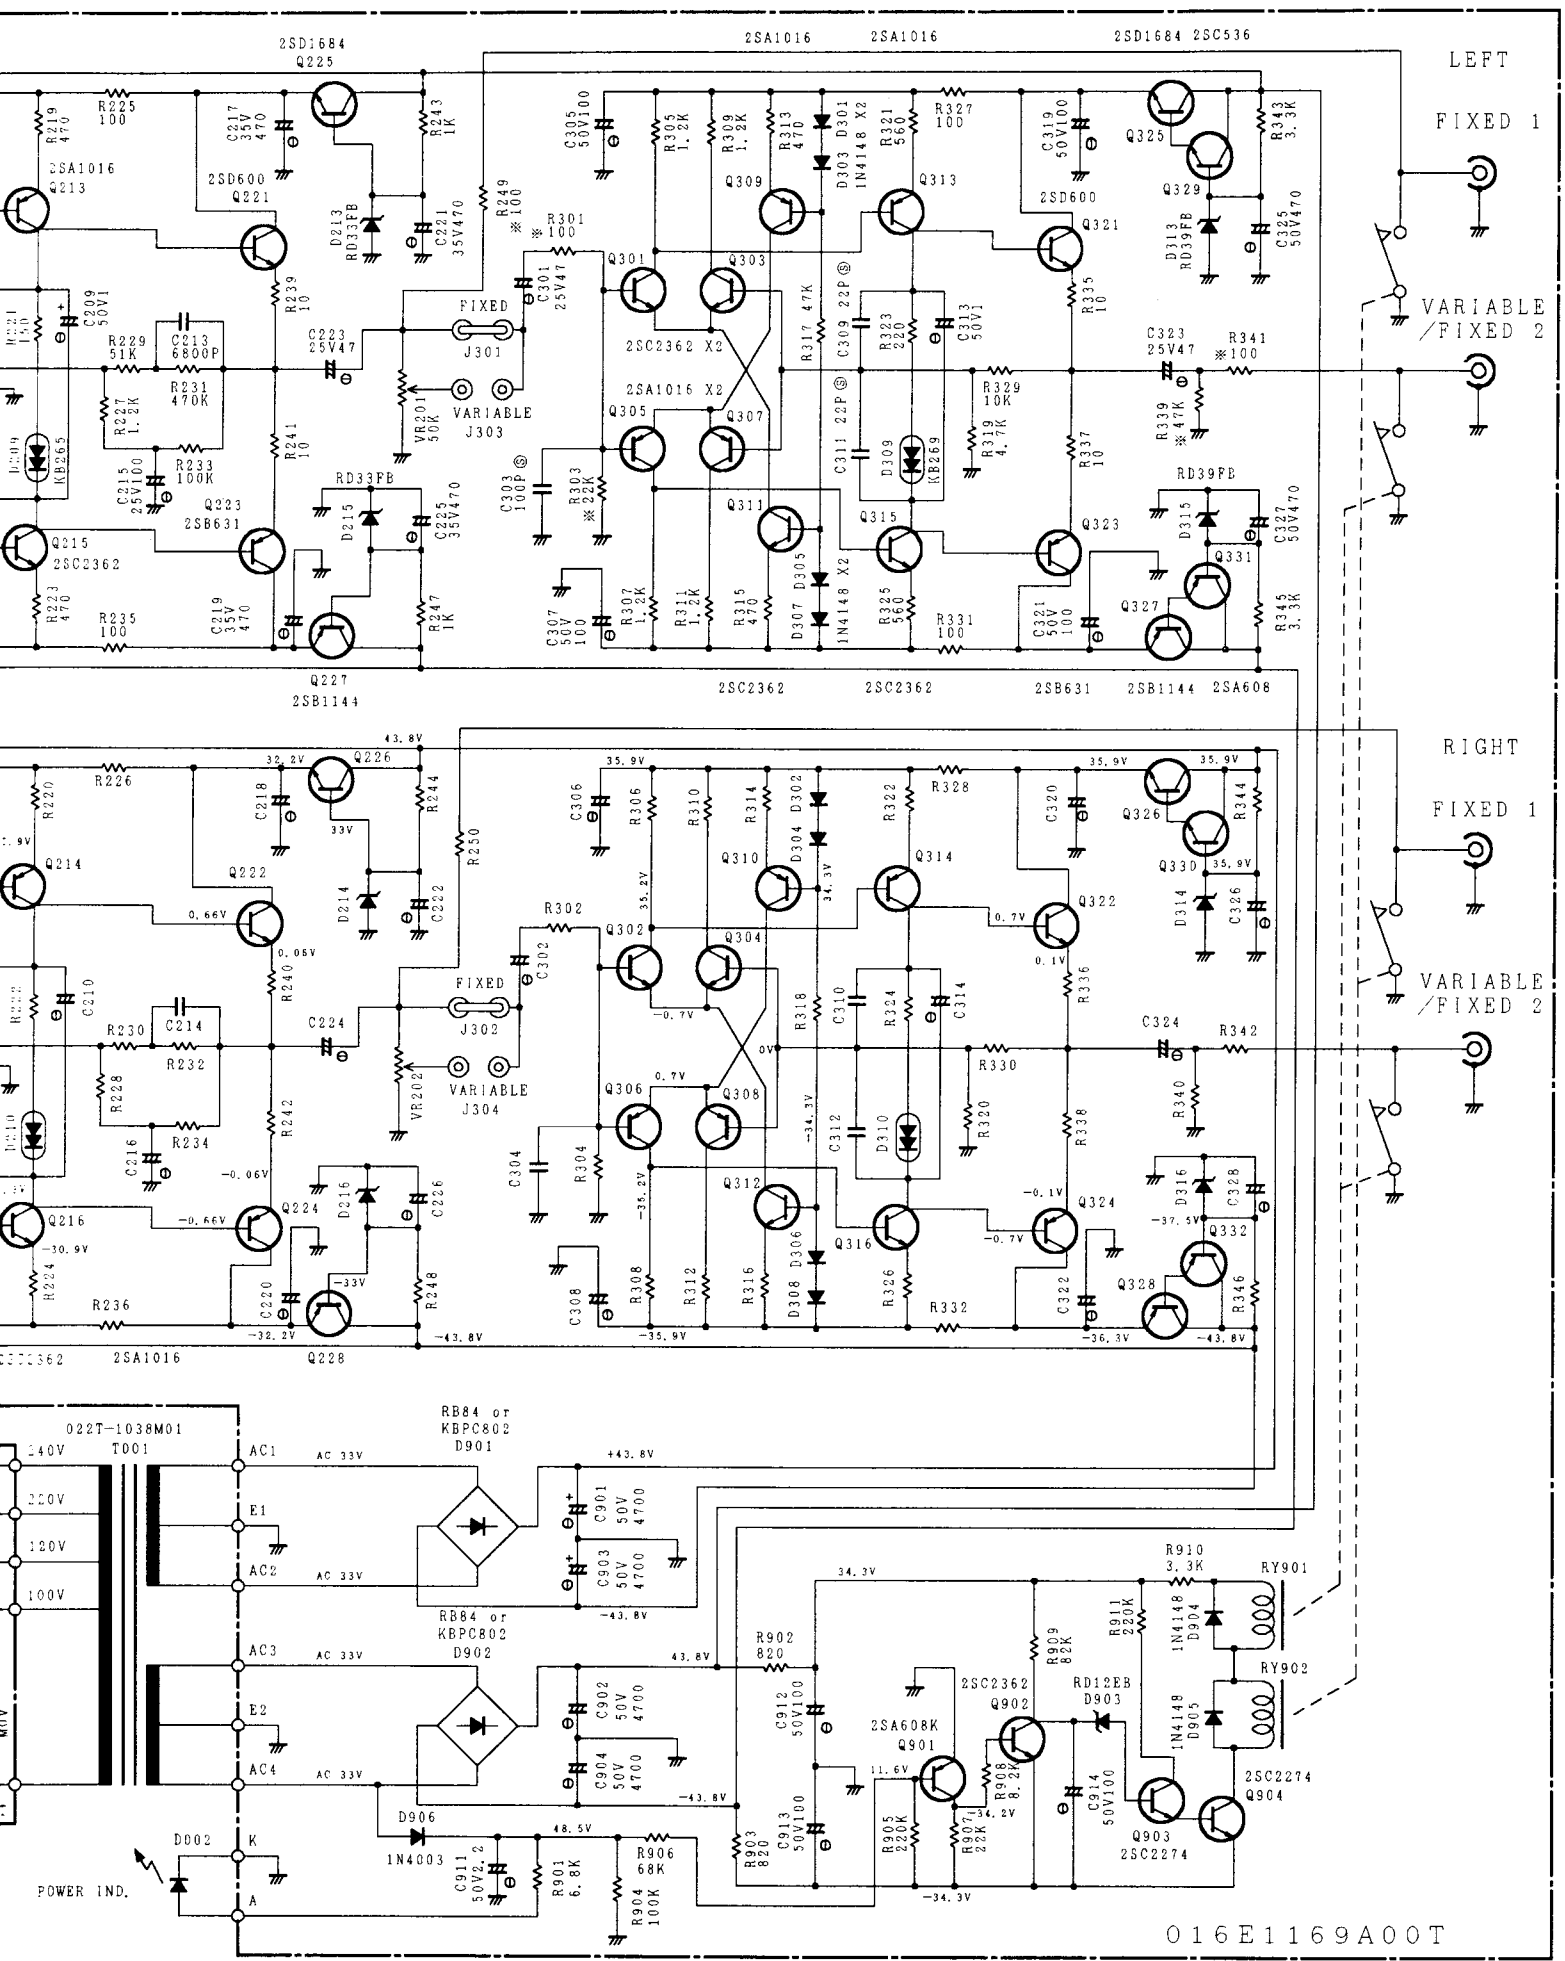 2SD1684
Q225
2SA1016
2SA1016
2SD1684
2SC536
LEFT
FIXED 1
R219
470
R225
100
C217
35V
470
R243
1K
C305
50V100
R305
1.2K
R309
1.2K
R313
470
D303 D301
1N4148 X2
R321
560
R327
100
C319
50V100
Q325
R343
3.3K
2SA1016
Q213
2SD600
Q221
D213
RD33FB
C221
35V470
R249
※100
※R301
100
Q309
Q313
2SD600
Q321
Q329
D313
RD39FB
C325
50V470
C209
50V1
R239
10
C301
25V47
Q301
Q303
R317 47K
C309 22PⓈ
R323
220
C313
50V1
R335
10
VARIABLE
/FIXED 2
R229
51K
C213
6800P
C223
25V47
FIXED
J301
2SC2362 X2
C323
25V47
R341
※100
R227
1.2K
R231
470K
VR201
50K
VARIABLE
J303
2SA1016 X2
Q305
Q307
C311 22PⓈ
R329
10K
R319
4.7K
R339
※47K
KB265
C215
25V100
R233
100K
R241
10
D309
KB269
R337
10
Q223
2SB631
RD33FB
D215
C225
35V470
C303
100PⓈ
R303
※22K
Q311
Q315
Q323
RD39FB
D315
C327
50V470
Q215
2SC2362
Q331
R223
470
R235
100
C219
35V
470
R247
1K
C307
50V
100
R307
1.2K
R311
1.2K
R315
470
D307 D305
1N4148 X2
R325
560
R331
100
C321
50V
100
Q327
R345
3.3K
Q227
2SB1144
2SC2362
2SC2362
2SB631
2SB1144
2SA608
43.8V
RIGHT
FIXED 1
R220
R226
C218
32.2V
Q226
R244
R250
C306
35.9V
R306
R310
R314
D304 D302
R322
R328
C320
35.9V
35.9V
Q326
R344
33V
Q214
Q222
0.66V
D214
C222
R302
35.2V
Q310
34.3V
Q314
0.7V
Q322
Q330
35.9V
D314
C326
0.06V
R240
C302
Q302
Q304
0.1V
R336
R222
C210
R230
C214
C224
FIXED
J302
-0.7V
R318
C310
R324
C314
VARIABLE
/FIXED 2
R228
R232
VR202
VARIABLE
J304
0V
0.7V
R330
C324
R342
D210
C216
R234
R242
Q306
Q308
-34.3V
C312
D310
R320
R338
R340
-0.06V
-0.66V
Q216
-30.9V
Q224
D216
C226
C304
R304
-35.2V
Q312
Q316
-0.1V
-0.7V
Q324
-37.5V
D316
C328
Q332
R224
R236
C220
-33V
R248
C308
R308
R312
R316
D308 D306
R326
R332
C322
Q328
R346
-32.2V
-43.8V
-35.9V
-36.3V
-43.8V
2SA1016
Q228
022T-1038M01
T001
RB84 or
KBPC802
D901
AC1
AC 33V
+43.8V
220V
120V
100V
E1
AC2
AC 33V
C901
50V
4700
C903
50V
4700
-43.8V
RB84 or
KBPC802
D902
AC3
AC 33V
43.8V
E2
AC4
AC 33V
C902
50V
4700
C904
50V
4700
-43.8V
R902
820
34.3V
C912
50V100
C913
50V100
R903
820
R909
82K
R911
220K
R910
3.3K
RY901
1N4148
D904
RY902
1N4148
D905
2SC2362
Q902
RD12EB
D903
2SA608K
Q901
11.6V
R908
8.2K
-34.2V
R905
220K
R907
22K
C914
50V100
2SC2274
Q904
Q903
2SC2274
-34.3V
D906
1N4003
48.5V
C911
50V2.2
R901
6.8K
R906
68K
R904
100K
D002
K
A
POWER IND.
016E1169A00T